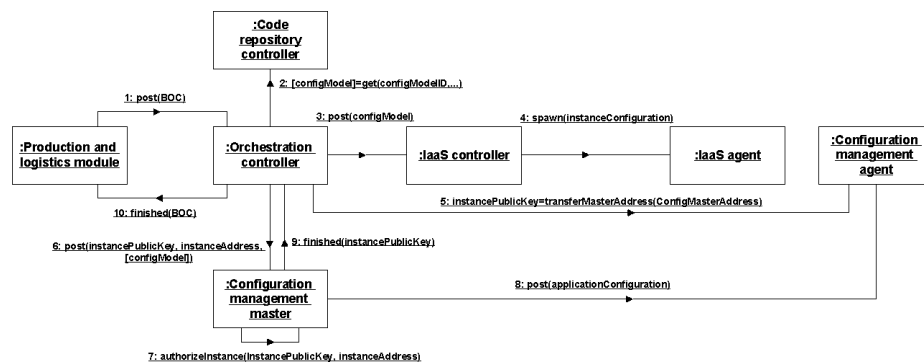 :Code
repository
controller
2: [configModel]=get(configModelID,...)
1: post(BOC)
3: post(configModel)
4: spawn(instanceConfiguration)
:Production and
logistics module
:Orchestration
controller
:IaaS controller
:IaaS agent
:Configuration
management
agent
5: instancePublicKey=transferMasterAddress(ConfigMasterAddress)
10: finished(BOC)
6: post(instancePublicKey, instanceAddress,
[configModel])
9: finished(instancePublicKey)
:Configuration
management
master
8: post(applicationConfiguration)
7: authorizeInstance(InstancePublicKey, instanceAddress)